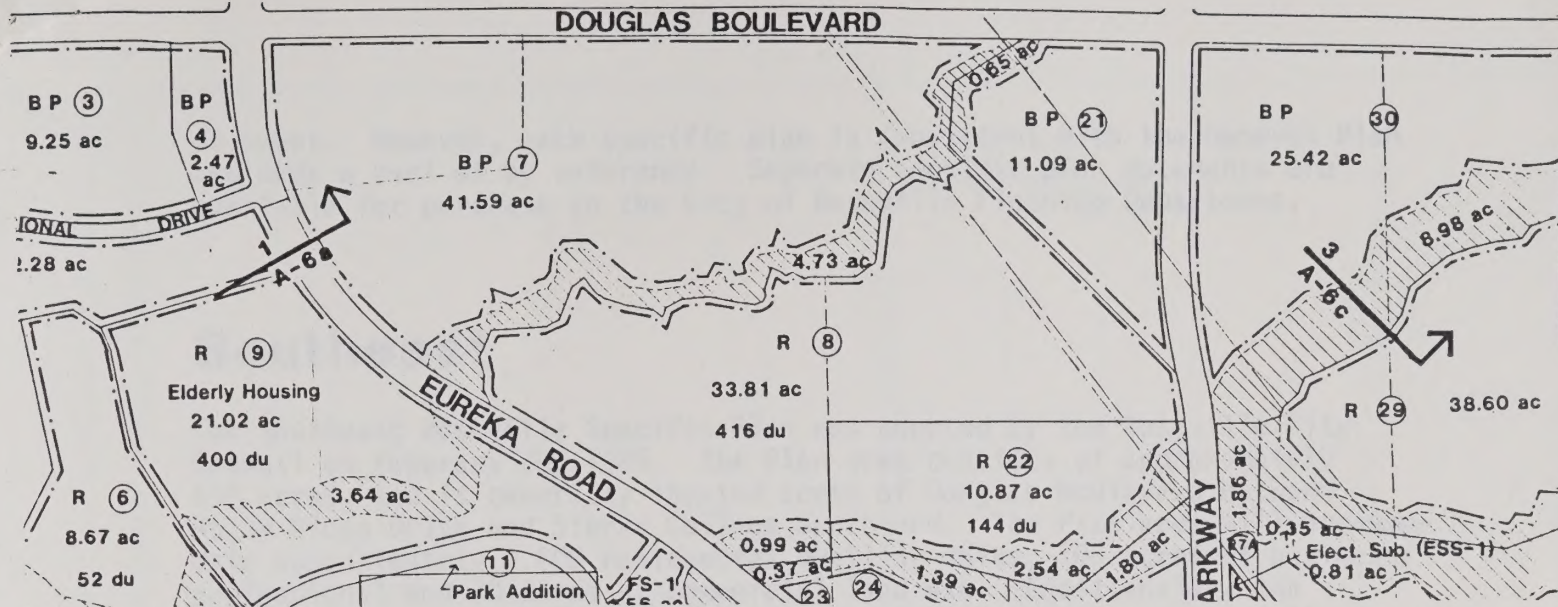 DOUGLAS BOULEVARD
B P 3
9.25 ac
B P
4
2.47
ac
B P 7
41.59 ac
0.65 ac
B P 21
11.09 ac
B P 30
25.42 ac
IONAL DRIVE
.28 ac
1
A-6a
4.73 ac
8.98 ac
3
A-6c
R 9
Elderly Housing
21.02 ac
400 du
EUREKA ROAD
R 8
33.81 ac
416 du
R 29
38.60 ac
R 6
8.67 ac
52 du
3.64 ac
R 22
10.87 ac
144 du
ARKWAY
1.86 ac
0.99 ac
0.37 ac
1.39 ac
2.54 ac
1.80 ac
0.35 ac
27A
Elect. Sub. (ESS-1)
0.81 ac
11
Park Addition
FS-1
23
24